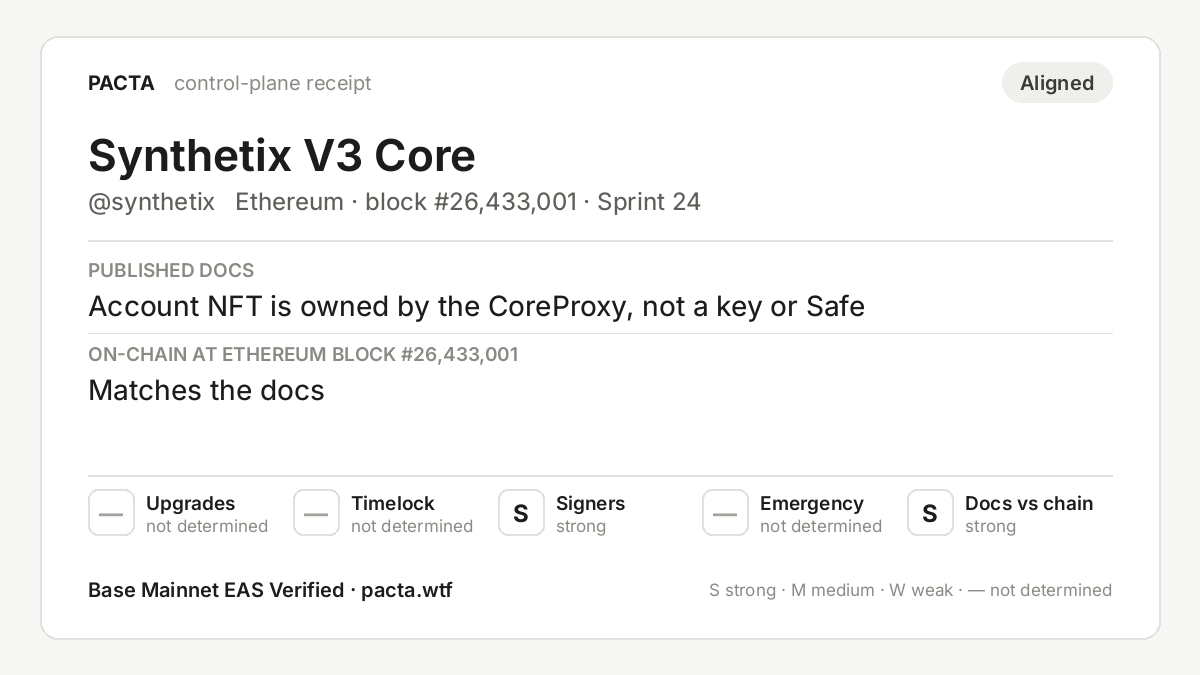 PACTA control-plane receipt Aligned
Synthetix V3 Core
@synthetix Ethereum · block #26,433,001 · Sprint 24
PUBLISHED DOCS
Account NFT is owned by the CoreProxy, not a key or Safe
ON-CHAIN AT ETHEREUM BLOCK #26,433,001
Matches the docs
— Upgrades not determined
— Timelock not determined
S Signers strong
— Emergency not determined
S Docs vs chain strong
Base Mainnet EAS Verified · pacta.wtf
S strong · M medium · W weak · — not determined